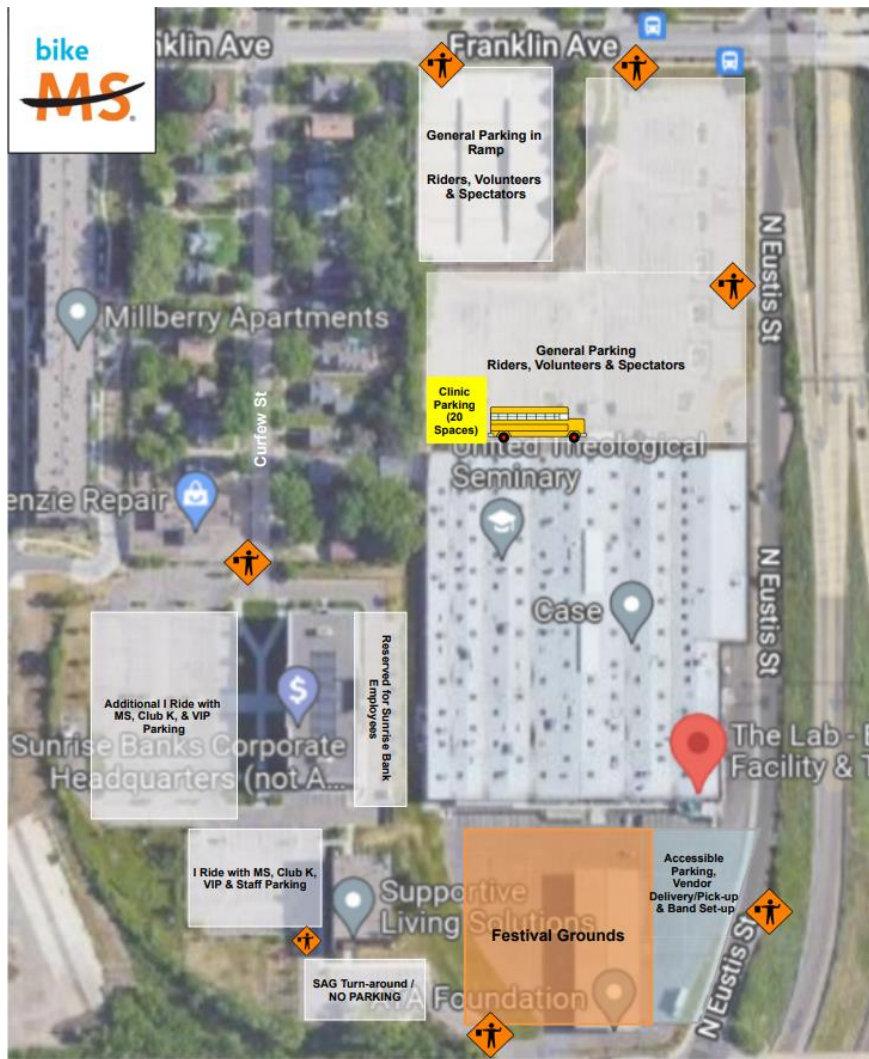 bike
MS
nklin Ave
Franklin Ave
General Parking in
Ramp
Riders, Volunteers
& Spectators
N Eustis St
Millberry Apartments
General Parking
Riders, Volunteers & Spectators
Clinic
Parking
(20
Spaces)
Curfew St
United Theological
Seminary
enzie Repair
N Eustis St
Case
Reserved for Sunrise Bank
Employees
Additional I Ride with
MS, Club K, & VIP
Parking
Sunrise Banks Corporate
Headquarters (not A...
The Lab - E
Facility & T
I Ride with MS, Club K,
VIP & Staff Parking
Accessible
Parking,
Vendor
Delivery/Pick-up
& Band Set-up
Supportive
Living Solutions
Festival Grounds
SAG Turn-around /
NO PARKING
ATA Foundation
N Eustis St